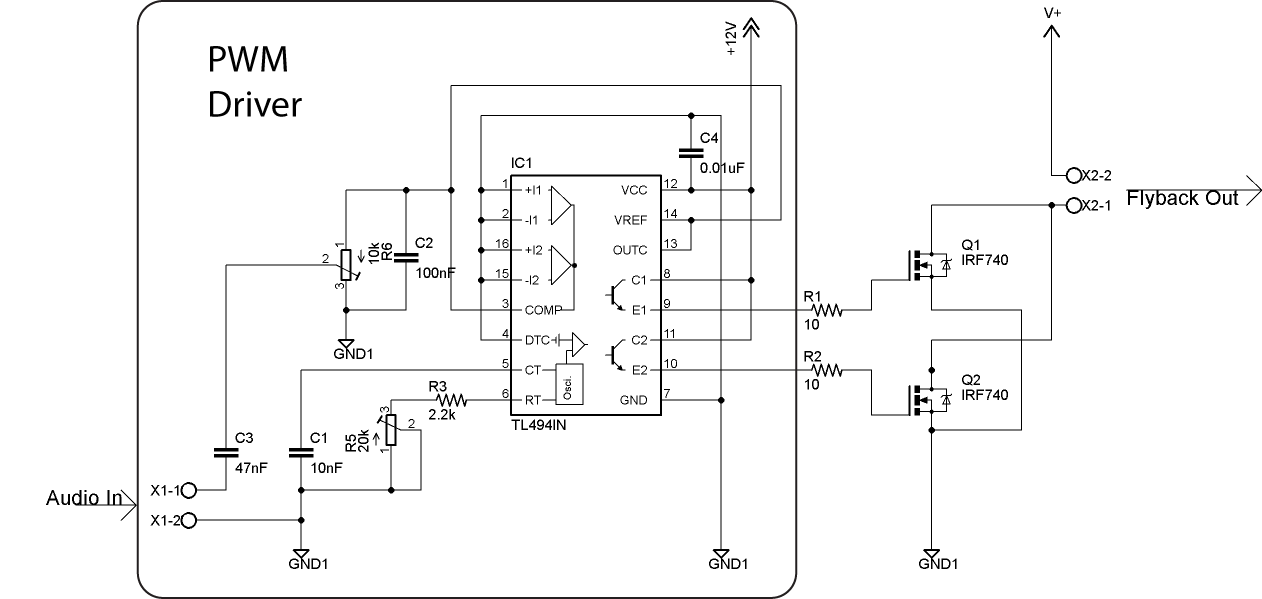 PWM
Driver
+12V
V+
IC1
TL494IN
1 +I1
2 -I1
16 +I2
15 -I2
3 COMP
4 DTC
5 CT
6 RT
Osci.
VCC 12
VREF 14
OUTC 13
C1 8
E1 9
C2 11
E2 10
GND 7
C4
0.01uF
1
2
3
10k
R6
C2
100nF
GND1
R3
2.2k
3
2
1
R5
20k
C3
47nF
C1
10nF
Audio In
X1-1
X1-2
GND1
GND1
R1
10
R2
10
Q1
IRF740
Q2
IRF740
X2-2
X2-1
Flyback Out
GND1